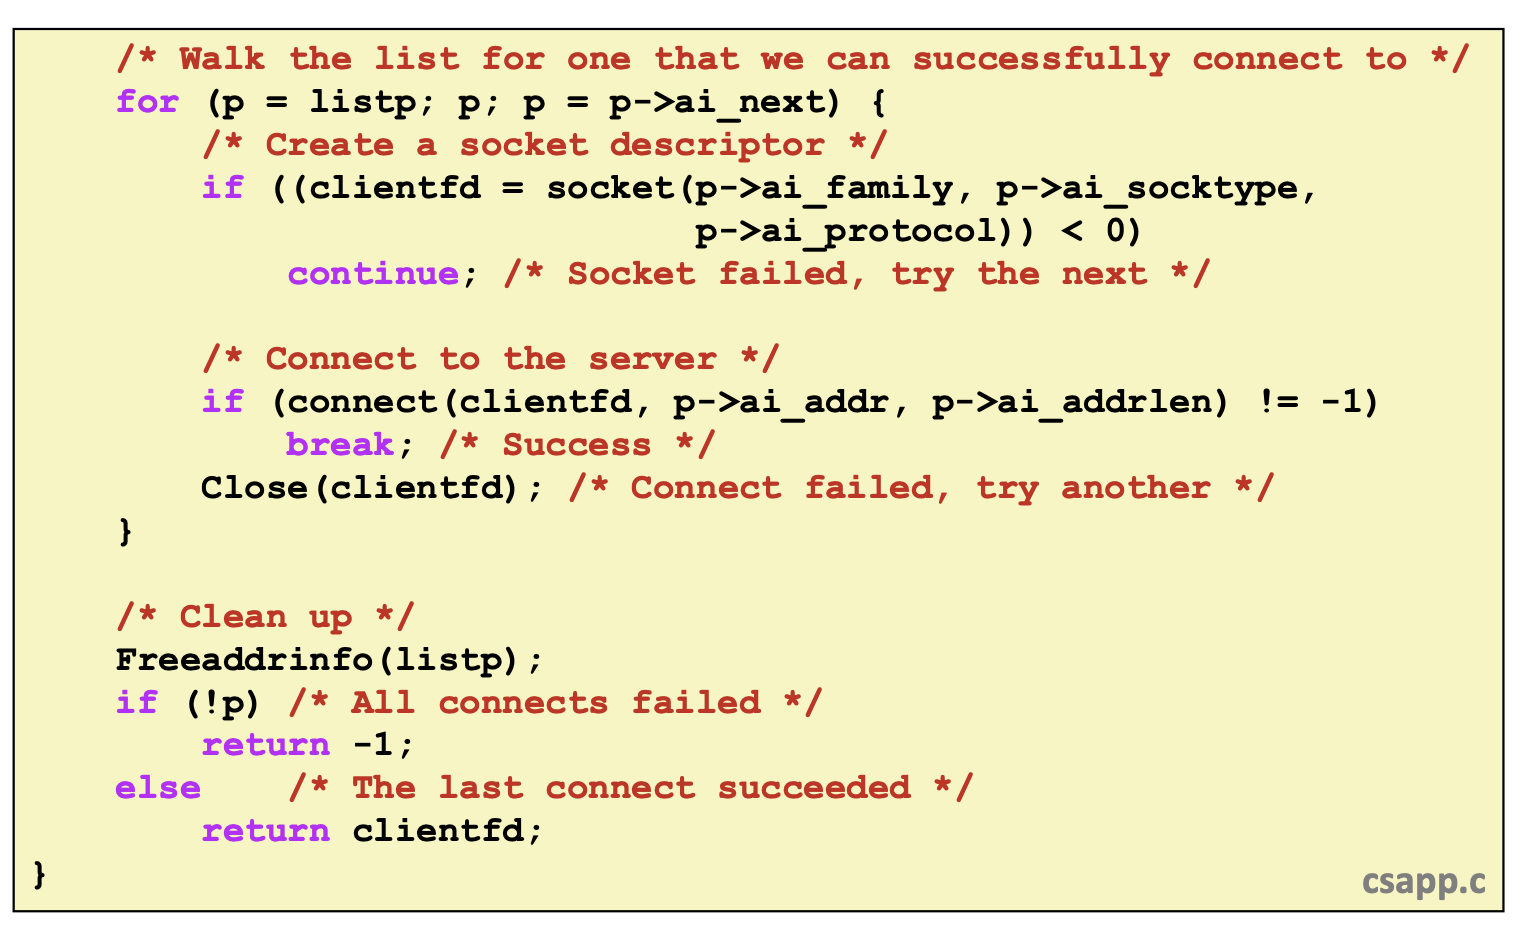 /* Walk the list for one that we can successfully connect to */
for (p = listp; p; p = p->ai_next) {
/* Create a socket descriptor */
if ((clientfd = socket(p->ai_family, p->ai_socktype,
p->ai_protocol)) < 0)
continue; /* Socket failed, try the next */
/* Connect to the server */
if (connect(clientfd, p->ai_addr, p->ai_addrlen) != -1)
break; /* Success */
Close(clientfd); /* Connect failed, try another */
}
/* Clean up */
Freeaddrinfo(listp);
if (!p) /* All connects failed */
return -1;
else    /* The last connect succeeded */
return clientfd;
}
csapp.c